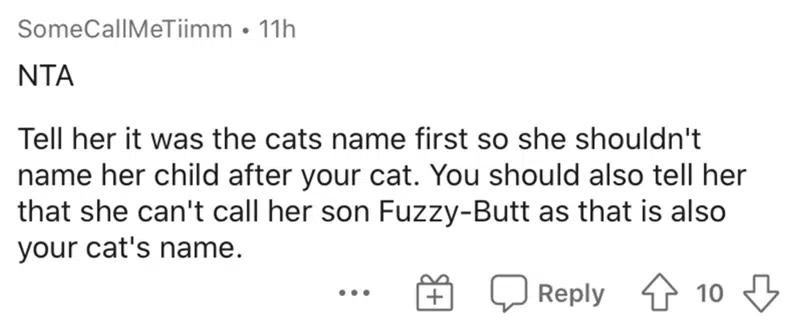 SomeCallMeTiimm • 11h
NTA
Tell her it was the cats name first so she shouldn't
name her child after your cat. You should also tell her
that she can't call her son Fuzzy-Butt as that is also
your cat's name.
... Reply 10